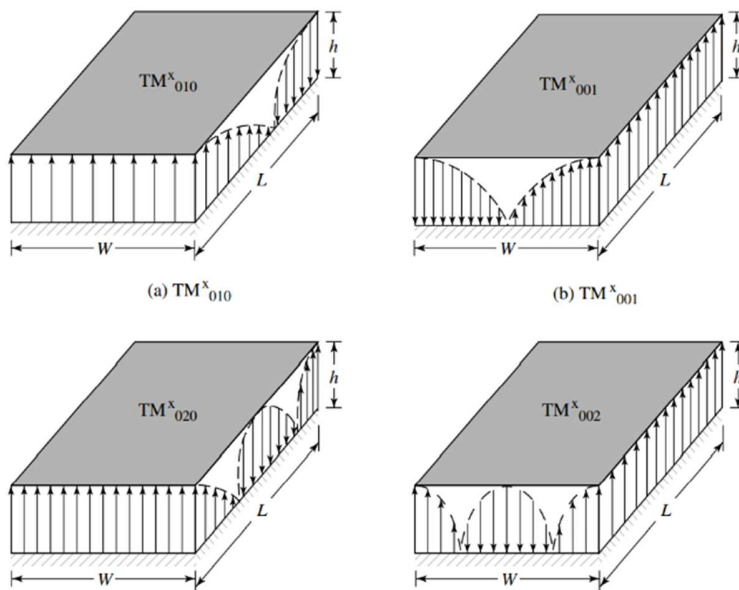 TMˣ₀₁₀
h
L
W
(a) TMˣ₀₁₀
TMˣ₀₀₁
h
L
W
(b) TMˣ₀₀₁
TMˣ₀₂₀
h
L
W
TMˣ₀₀₂
h
L
W